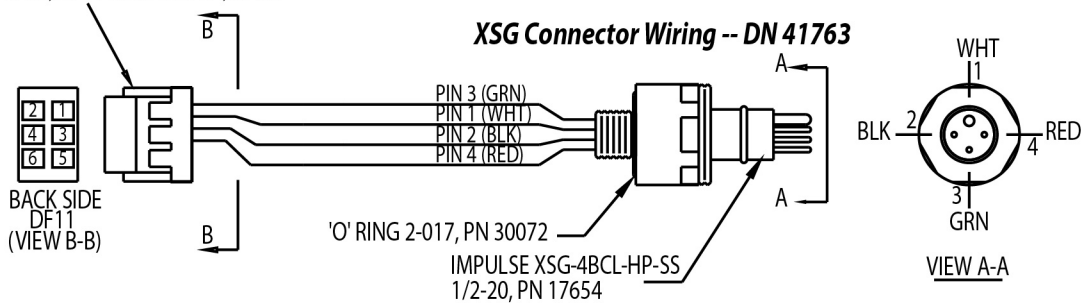 XSG Connector Wiring -- DN 41763
B
A
WHT
1
2 1
4 3
6 5
BACK SIDE
DF11
(VIEW B-B)
PIN 3 (GRN)
PIN 1 (WHT)
PIN 2 (BLK)
PIN 4 (RED)
BLK
2
RED
4
3
GRN
B
A
'O' RING 2-017, PN 30072
IMPULSE XSG-4BCL-HP-SS
1/2-20, PN 17654
VIEW A-A